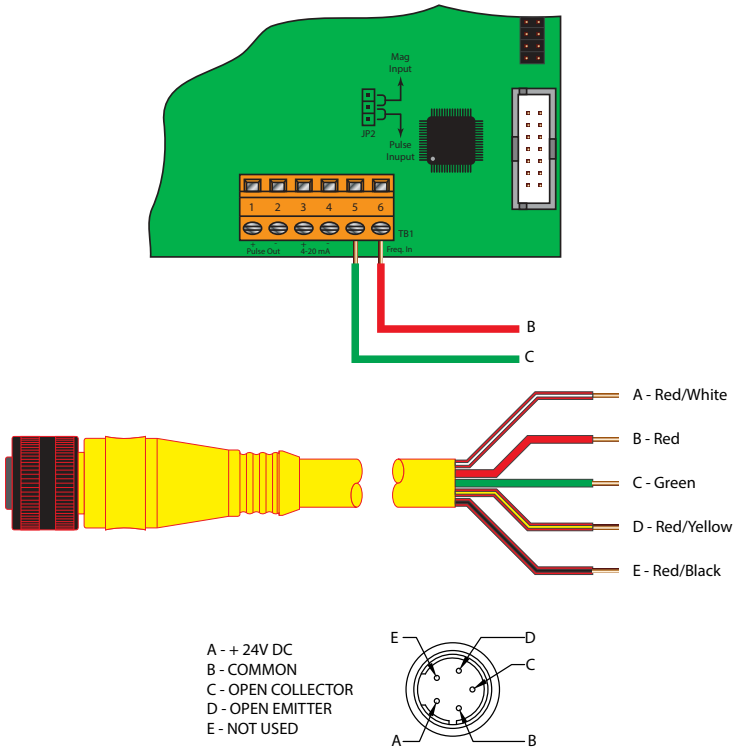 Mag
Input
JP2
Pulse
Inuput
1 2 3 4 5 6
TB1
+ - + -
Pulse Out 4-20 mA Freq. In
B
C
A - Red/White
B - Red
C - Green
D - Red/Yellow
E - Red/Black
A - + 24V DC
B - COMMON
C - OPEN COLLECTOR
D - OPEN EMITTER
E - NOT USED
E D
C
A B